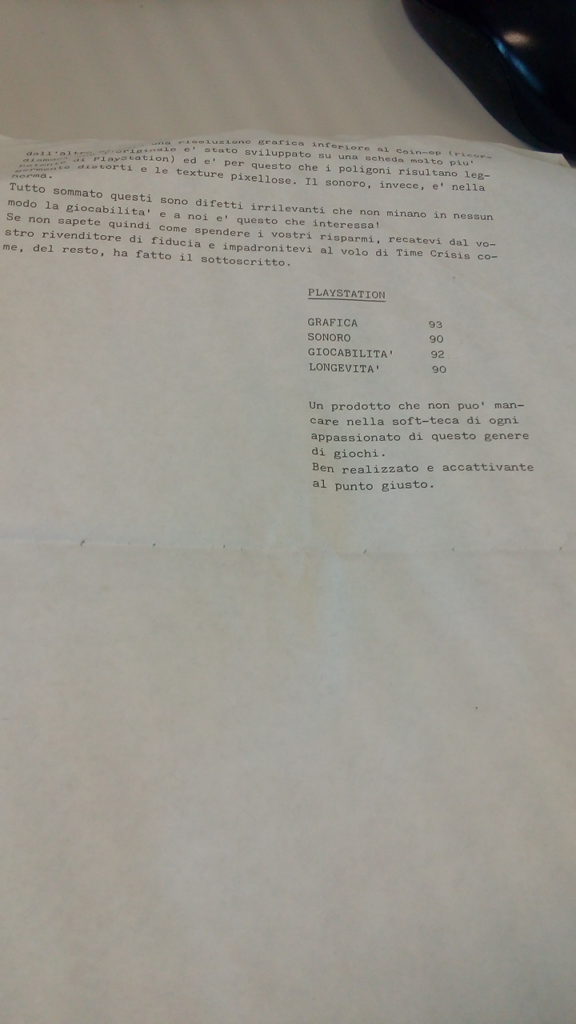 una risoluzione grafica inferiore al coin-op (ricor-
dall'altro originale e' stato sviluppato su una scheda molto piu'
di Playstation) ed e' per questo che i poligoni risultano leg-
distorti e le texture pixellose. Il sonoro, invece, e' nella
norma.
Tutto sommato questi sono difetti irrilevanti che non minano in nessun
modo la giocabilita' e a noi e' questo che interessa!
Se non sapete quindi come spendere i vostri risparmi, recatevi dal vo-
stro rivenditore di fiducia e impadronitevi al volo di Time Crisis co-
me, del resto, ha fatto il sottoscritto.
PLAYSTATION
GRAFICA 93
SONORO 90
GIOCABILITA' 92
LONGEVITA' 90
Un prodotto che non puo' man-
care nella soft-teca di ogni
appassionato di questo genere
di giochi.
Ben realizzato e accattivante
al punto giusto.